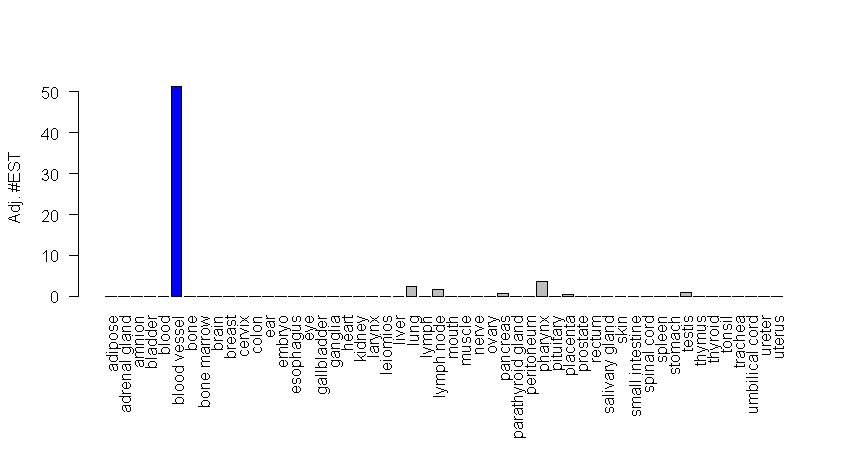 Adj. #EST
50
40
30
20
10
0
adipose
adrenal gland
amnion
bladder
blood
blood vessel
bone
bone marrow
brain
breast
cervix
colon
ear
embryo
esophagus
eye
gallbladder
ganglia
heart
kidney
larynx
leiomios
liver
lung
lymph
lymph node
mouth
muscle
nerve
ovary
pancreas
parathyroid gland
peritoneum
pharynx
pituitary
placenta
prostate
rectum
salivary gland
skin
small intestine
spinal cord
spleen
stomach
testis
thymus
thyroid
tonsil
trachea
umbilical cord
ureter
uterus